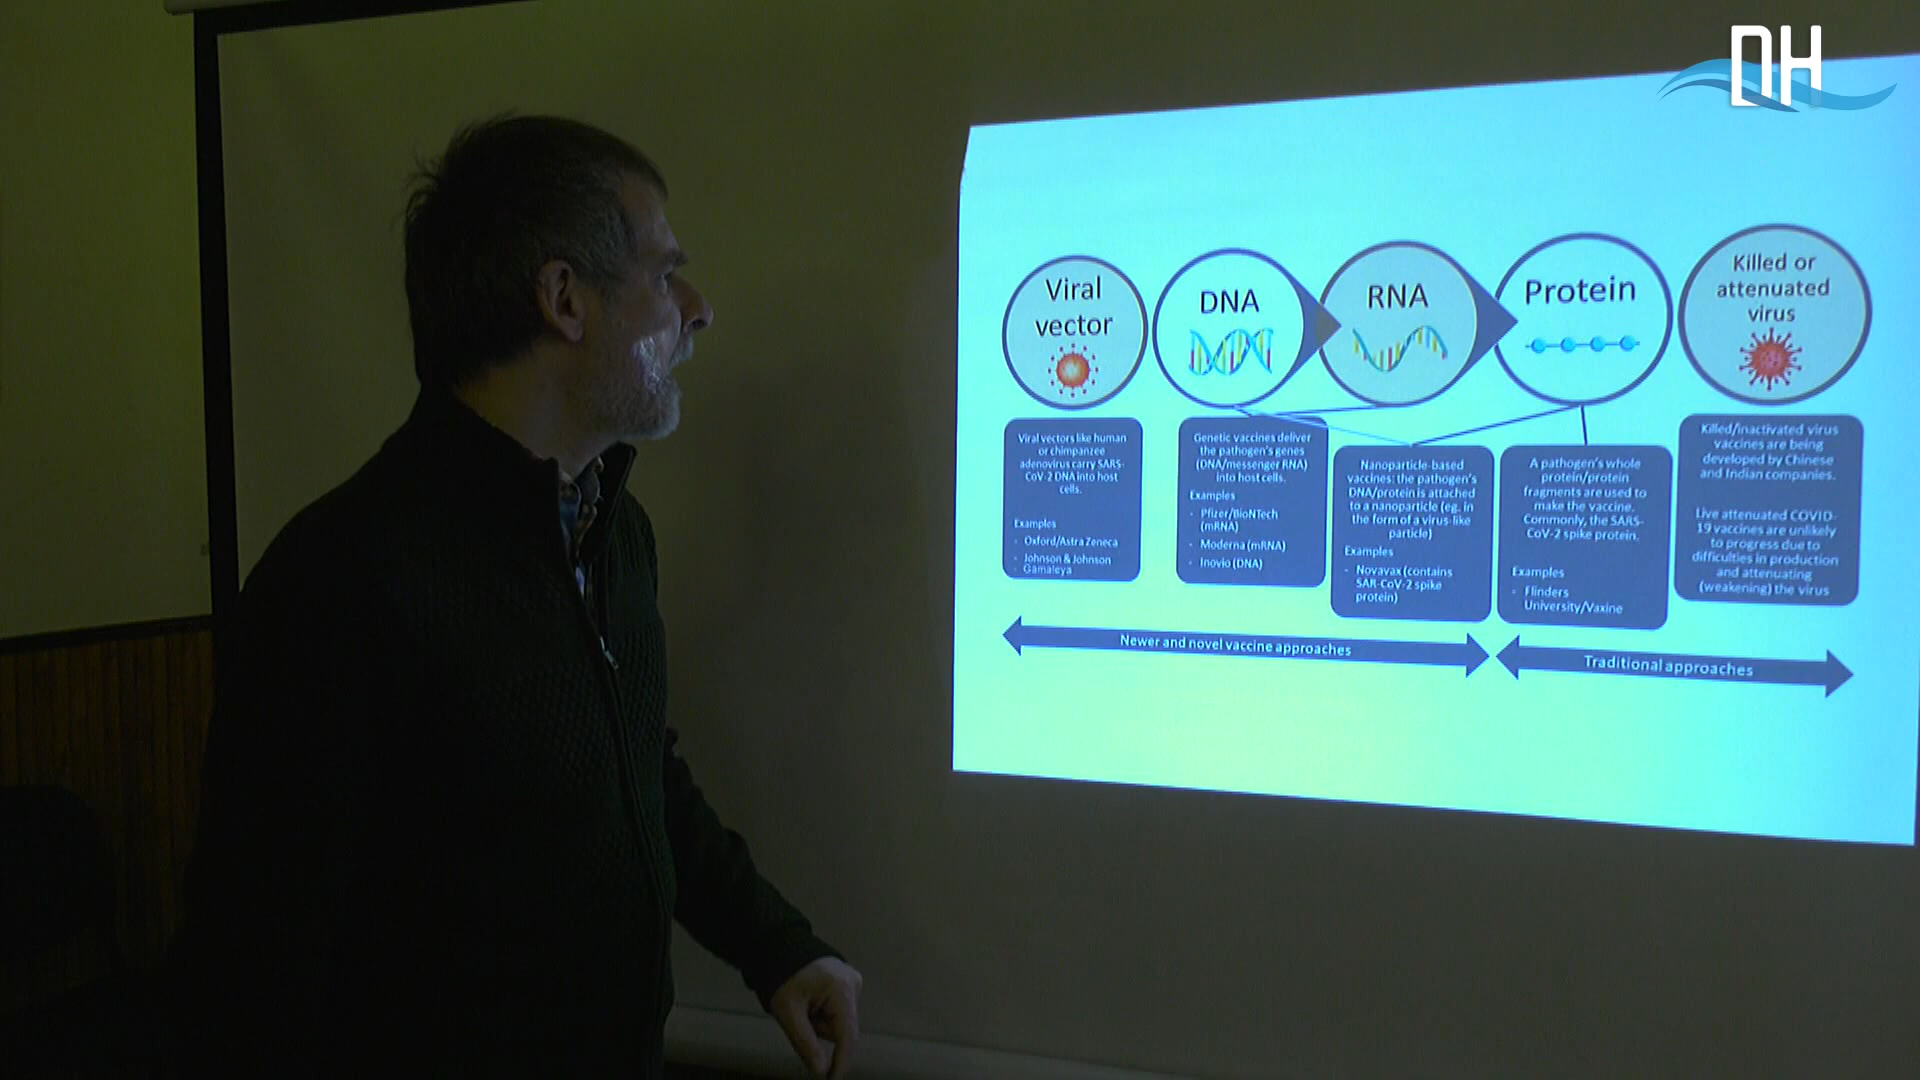 DH
Viral
vector
DNA
RNA
Protein
Killed or
attenuated
virus
Viral vectors like human
or chimpanzee
adenovirus carry SARS-
CoV-2 DNA into host
cells.
Examples
- Oxford/Astra Zeneca
- Johnson & Johnson
- Gamaleya
Genetic vaccines deliver
the pathogen's genes
(DNA/messenger RNA)
into host cells.
Examples
- Pfizer/BioNTech
(mRNA)
- Moderna (mRNA)
- Inovio (DNA)
Nanoparticle-based
vaccines: the pathogen's
DNA/protein is attached
to a nanoparticle (eg. in
the form of a virus-like
particle)
Examples
- Novavax (contains
SAR-CoV-2 spike
protein)
A pathogen's whole
protein/protein
fragments are used to
make the vaccine.
Commonly, the SARS-
CoV-2 spike protein.
Examples
- Flinders
University/Vaxine
Killed/inactivated virus
vaccines are being
developed by Chinese
and Indian companies.
Live attenuated COVID-
19 vaccines are unlikely
to progress due to
difficulties in production
and attenuating
(weakening) the virus
Newer and novel vaccine approaches
Traditional approaches